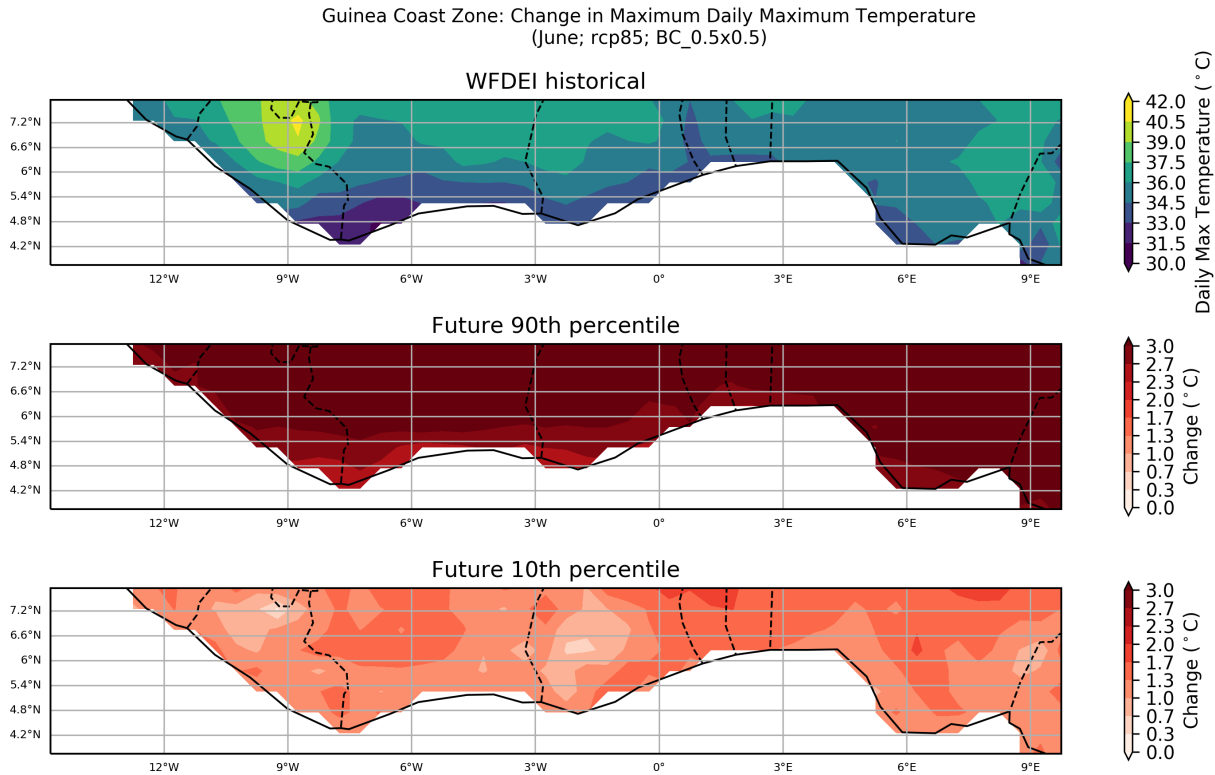 Guinea Coast Zone: Change in Maximum Daily Maximum Temperature
(June; rcp85; BC_0.5x0.5)
WFDEI historical
7.2°N
6.6°N
6°N
5.4°N
4.8°N
4.2°N
12°W 9°W 6°W 3°W 0° 3°E 6°E 9°E
42.0
40.5
39.0
37.5
36.0
34.5
33.0
31.5
30.0
Daily Max Temperature (°C)
Future 90th percentile
7.2°N
6.6°N
6°N
5.4°N
4.8°N
4.2°N
12°W 9°W 6°W 3°W 0° 3°E 6°E 9°E
3.0
2.7
2.3
2.0
1.7
1.3
1.0
0.7
0.3
0.0
Change (°C)
Future 10th percentile
7.2°N
6.6°N
6°N
5.4°N
4.8°N
4.2°N
12°W 9°W 6°W 3°W 0° 3°E 6°E 9°E
3.0
2.7
2.3
2.0
1.7
1.3
1.0
0.7
0.3
0.0
Change (°C)